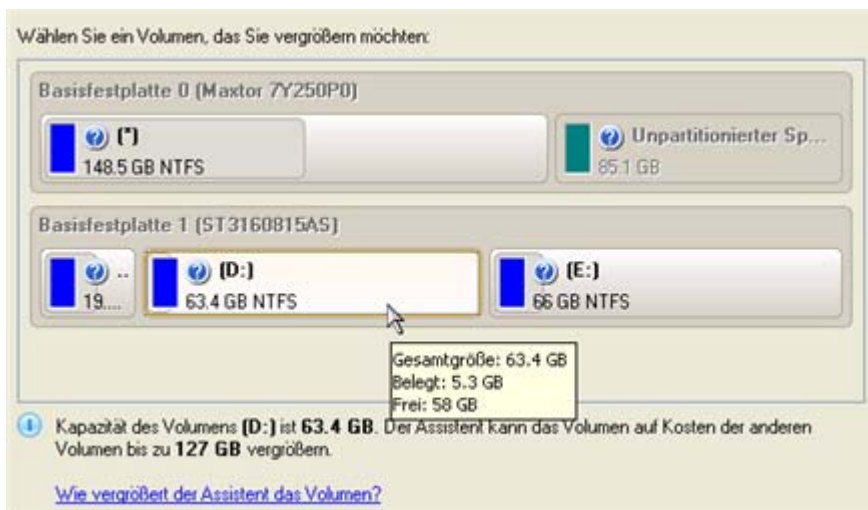 Wählen Sie ein Volumen, das Sie vergrößern möchten:
Basisfestplatte 0 (Maxtor 7Y250P0)
(*)
148.5 GB NTFS
Unpartitionierter Sp...
85.1 GB
Basisfestplatte 1 (ST3160815AS)
..
19....
(D:)
63.4 GB NTFS
(E:)
66 GB NTFS
Gesamtgröße: 63.4 GB
Belegt: 5.3 GB
Frei: 58 GB
Kapazität des Volumens (D:) ist 63.4 GB. Der Assistent kann das Volumen auf Kosten der anderen
Volumen bis zu 127 GB vergrößern.
Wie vergrößert der Assistent das Volumen?